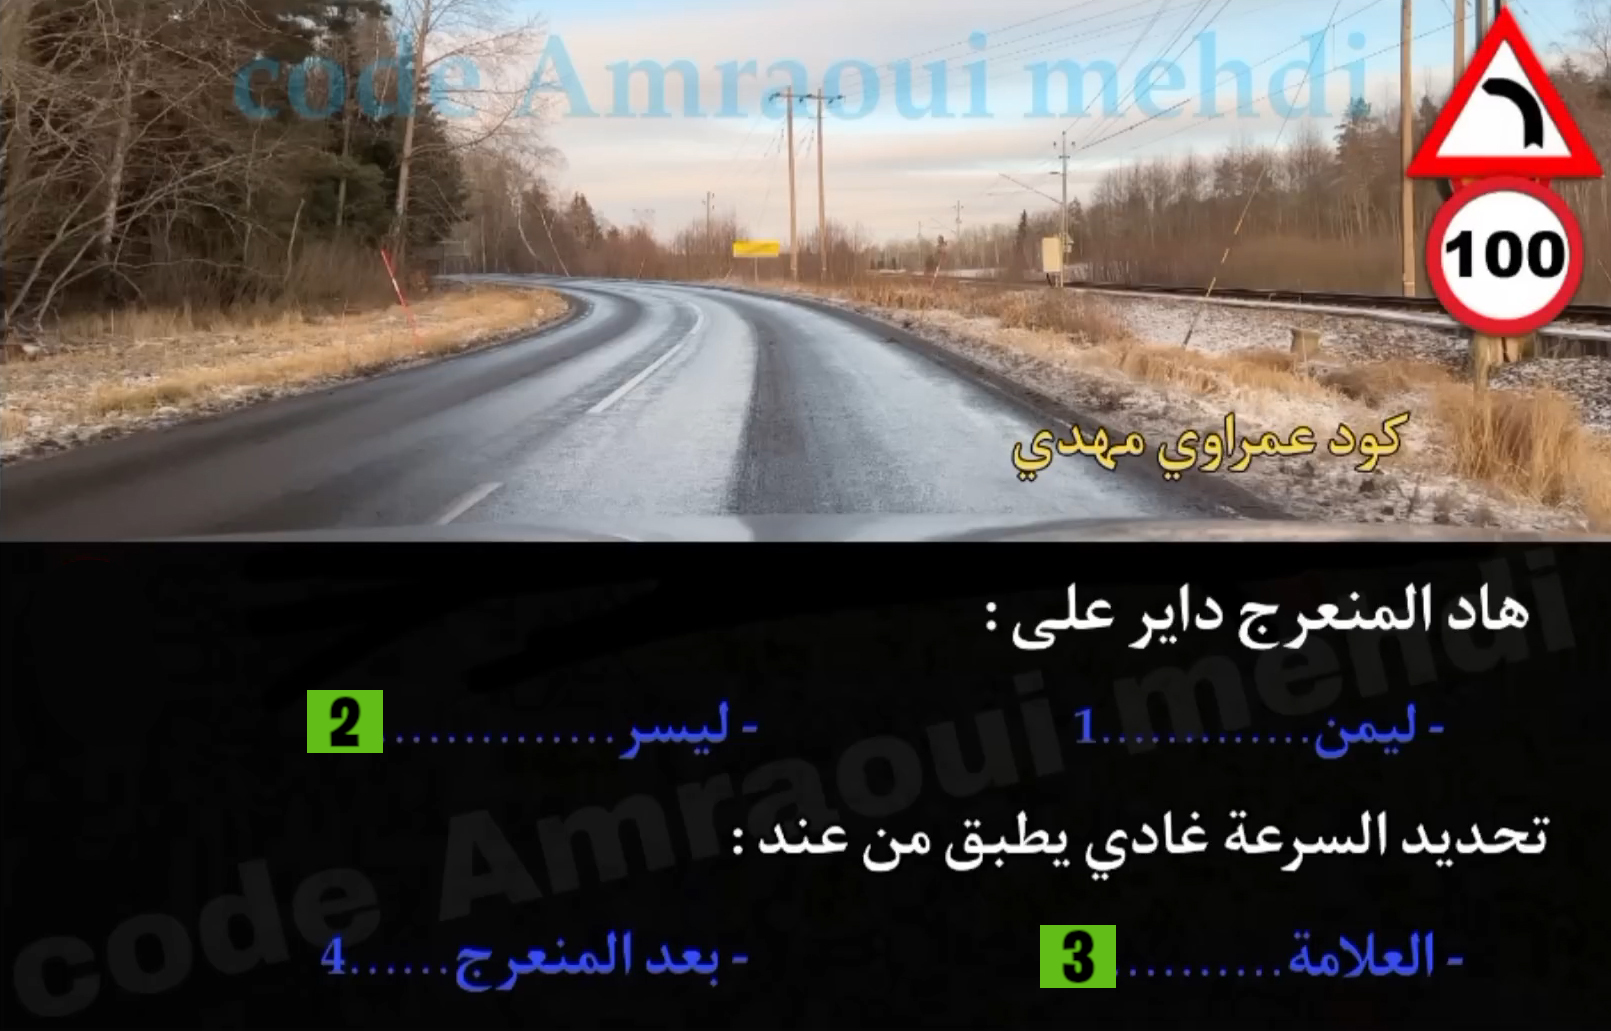 code Amraoui mehdi
100
كود عمراوي مهدي
هاد المنعرج داير على :
- ليمن.............1 - ليسر..............2
تحديد السرعة غادي يطبق من عند :
- العلامة..........3 - بعد المنعرج......4
code Amraoui mehdi